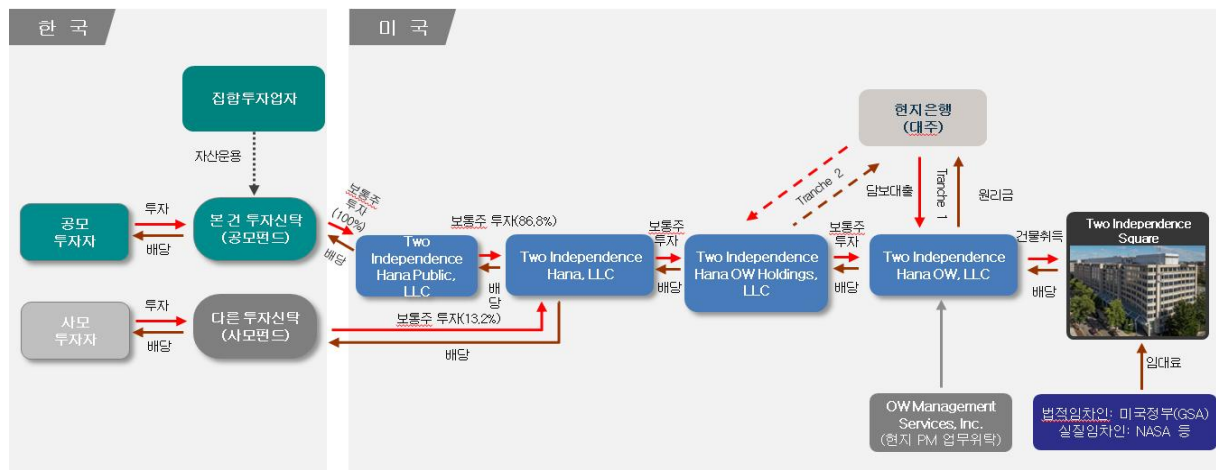 한 국
미 국
집합투자업자
자산운용
현지은행
(대주)
Tranche 2
담보대출
Tranche 1
원리금
공모
투자자
투자
배당
본 건 투자신탁
(공모펀드)
보통주
투자
(100%)
배당
Two
Independence
Hana Public,
LLC
보통주 투자(86.8%)
배
당
Two Independence
Hana, LLC
보통주
투자
배당
Two Independence
Hana OW Holdings,
LLC
보통주
투자
배당
Two Independence
Hana OW, LLC
건물취득
배당
Two Independence
Square
사모
투자자
투자
배당
다른 투자신탁
(사모펀드)
보통주 투자(13.2%)
배당
임대료
OW Management
Services, Inc.
(현지 PM 업무위탁)
법적임차인: 미국정부(GSA)
실질임차인: NASA 등